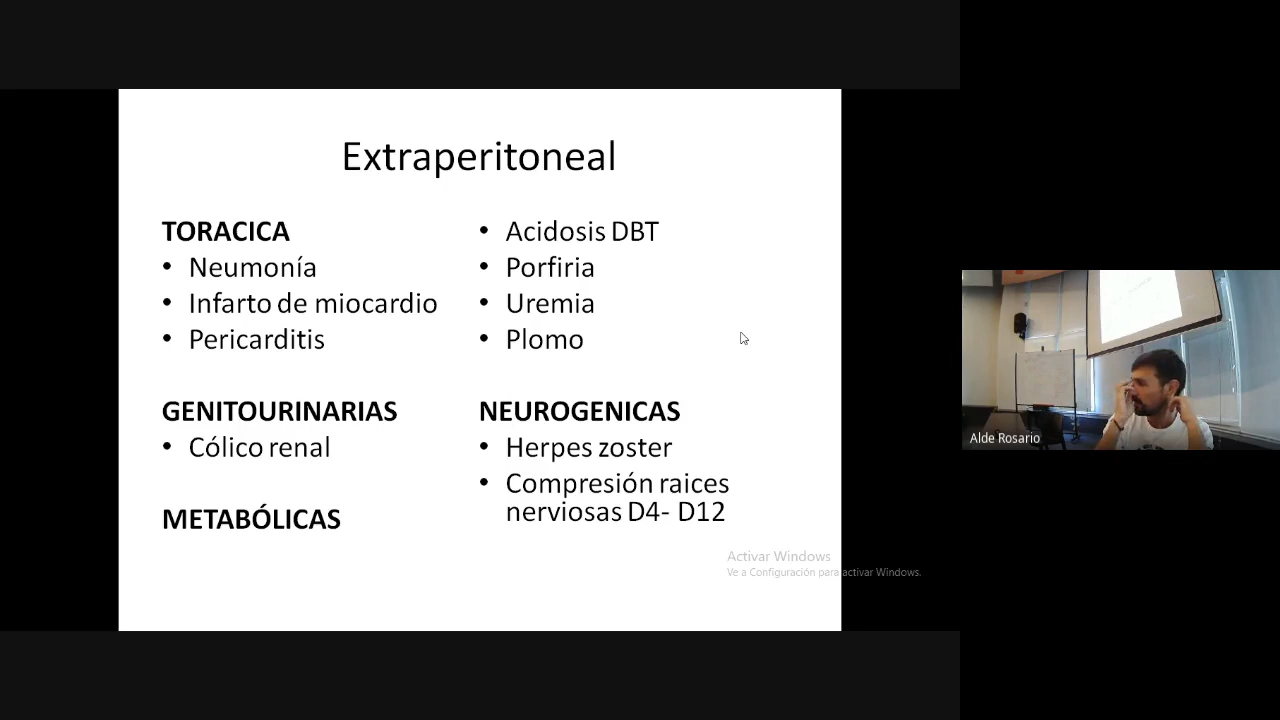 Extraperitoneal
TORACICA
• Neumonía
• Infarto de miocardio
• Pericarditis
GENITOURINARIAS
• Cólico renal
METABÓLICAS
• Acidosis DBT
• Porfiria
• Uremia
• Plomo
NEUROGENICAS
• Herpes zoster
• Compresión raices
nerviosas D4- D12
Activar Windows
Ve a Configuración para activar Windows.
Alde Rosario